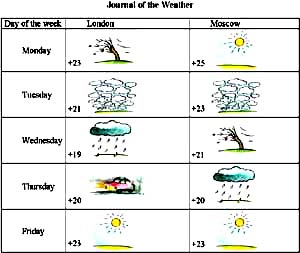 Journal of the Weather
Day of the week London Moscow
Monday +23 +25
Tuesday +21 +23
Wednesday +19 +21
Thursday +20 +20
Friday +23 +23